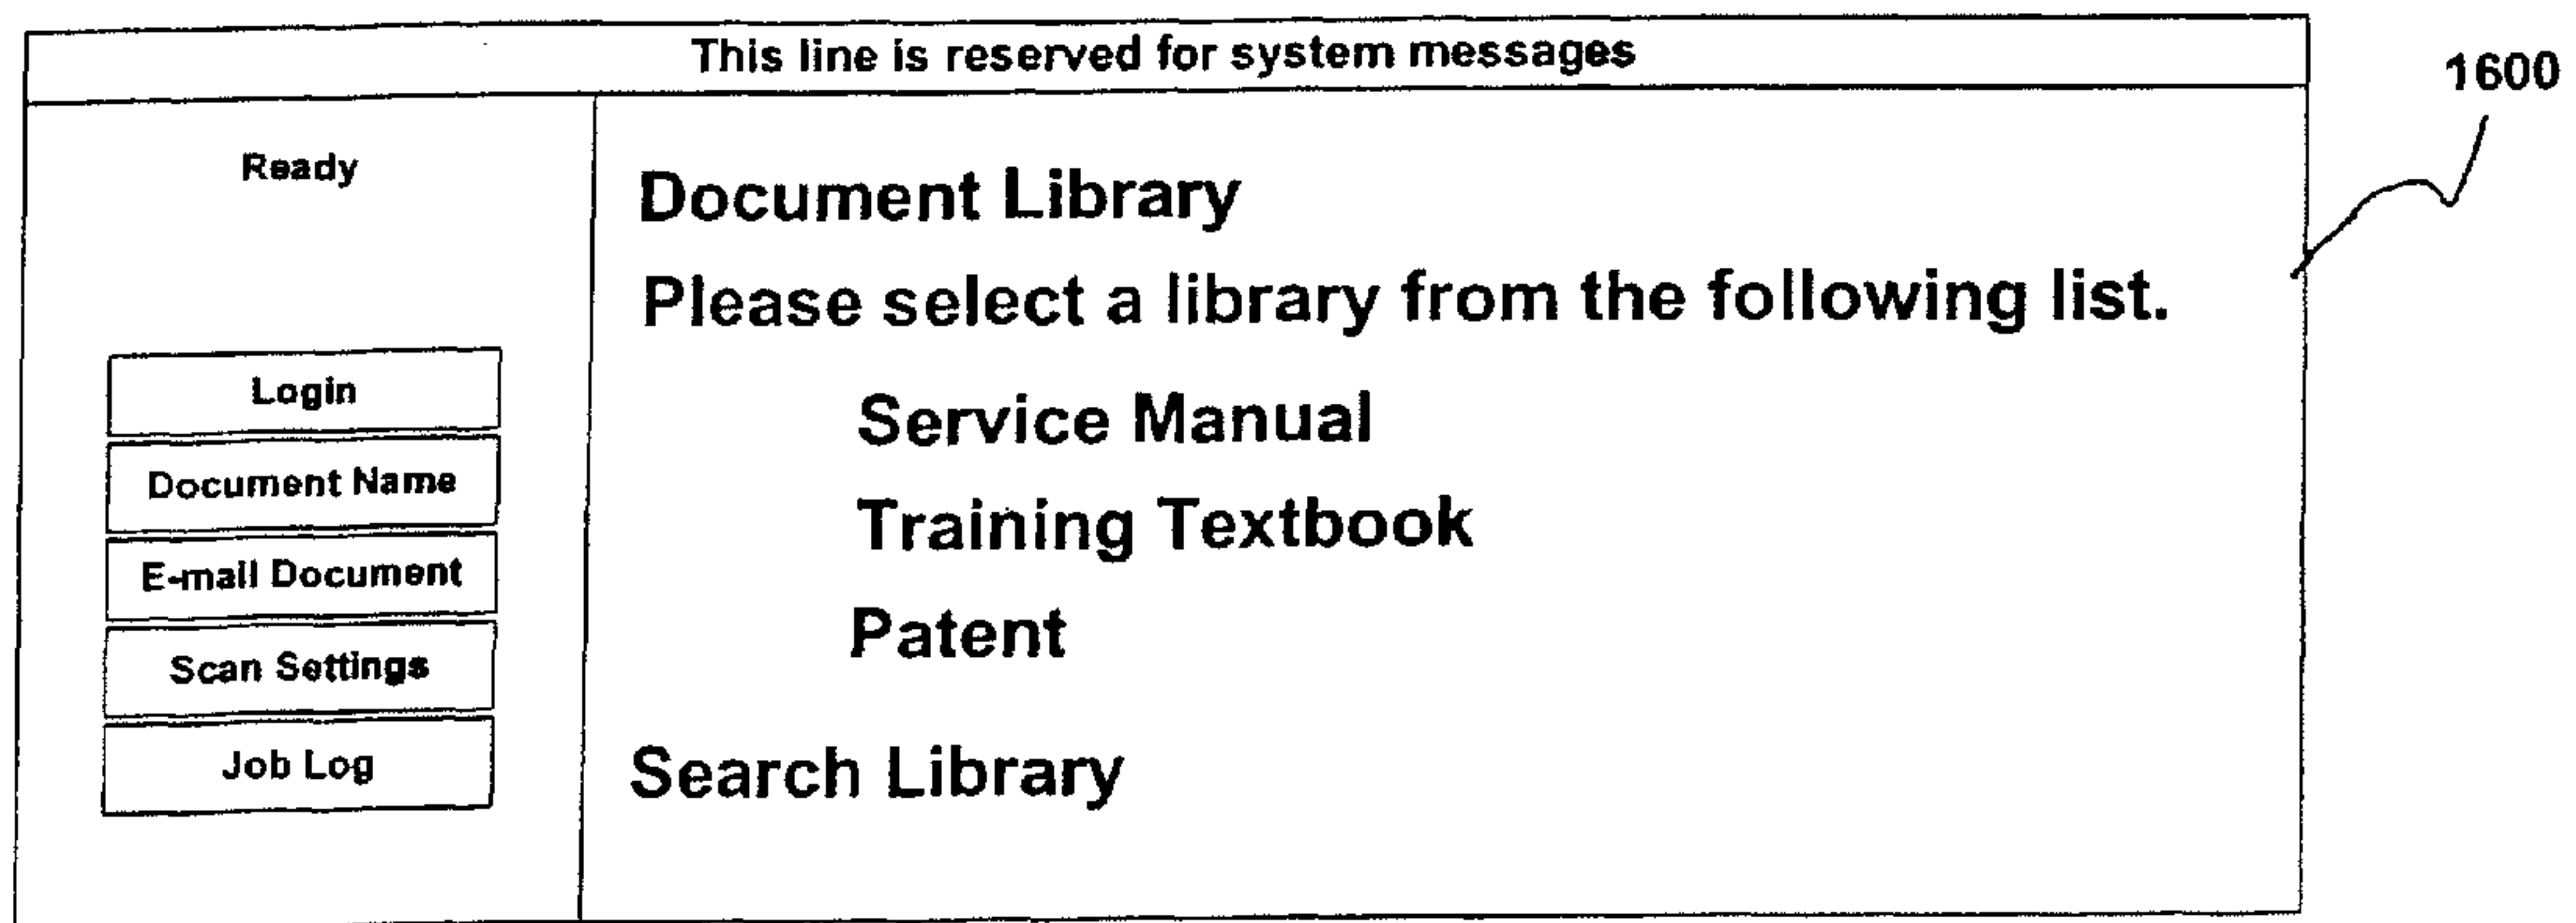 This line is reserved for system messages
1600
Ready
Login
Document Name
E-mail Document
Scan Settings
Job Log
Document Library
Please select a library from the following list.
Service Manual
Training Textbook
Patent
Search Library